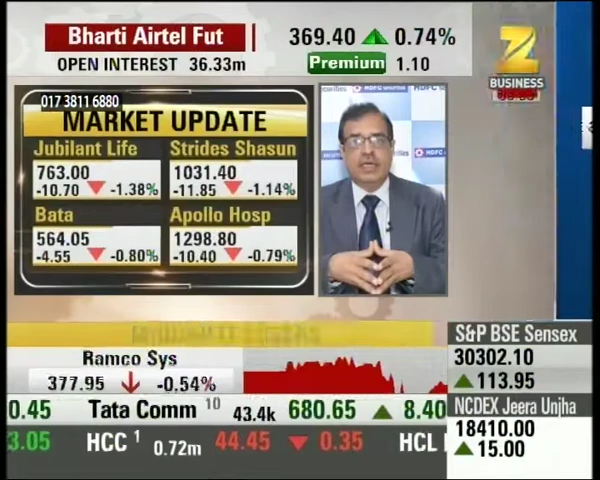 Bharti Airtel Fut
369.40 0.74%
OPEN INTEREST 36.33m
Premium 1.10
Z
BUSINESS
017 3811 6880
MARKET UPDATE
Jubilant Life
763.00
-10.70 -1.38%
Strides Shasun
1031.40
-11.85 -1.14%
Bata
564.05
-4.55 -0.80%
Apollo Hosp
1298.80
-10.40 -0.79%
HDFC
Ramco Sys
377.95 -0.54%
S&P BSE Sensex
30302.10
113.95
0.45 Tata Comm 10 43.4k 680.65 8.40
NCDEX Jeera Unjha
18410.00
15.00
3.05 HCC 1 0.72m 44.45 0.35 HCL